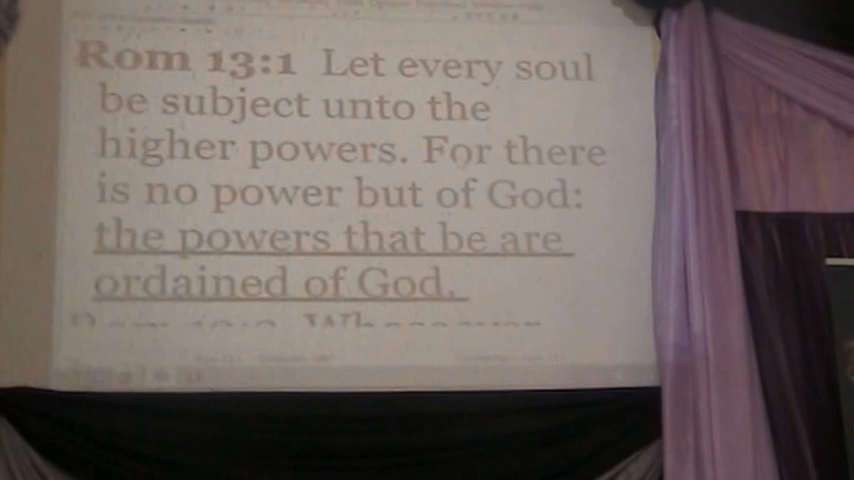 Rom 13:1 Let every soul
be subject unto the
higher powers. For there
is no power but of God:
the powers that be are
ordained of God.